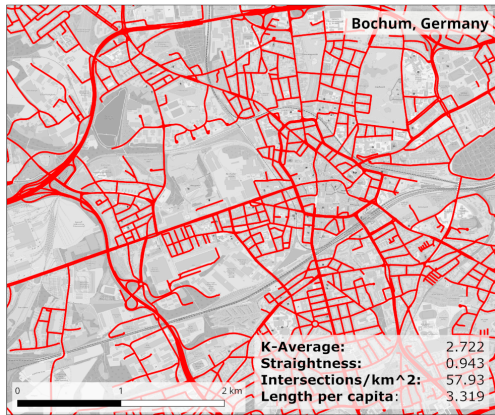 Bochum, Germany
K-Average: 2.722
Straightness: 0.943
Intersections/km^2: 57.93
Length per capita: 3.319
0 1 2 km